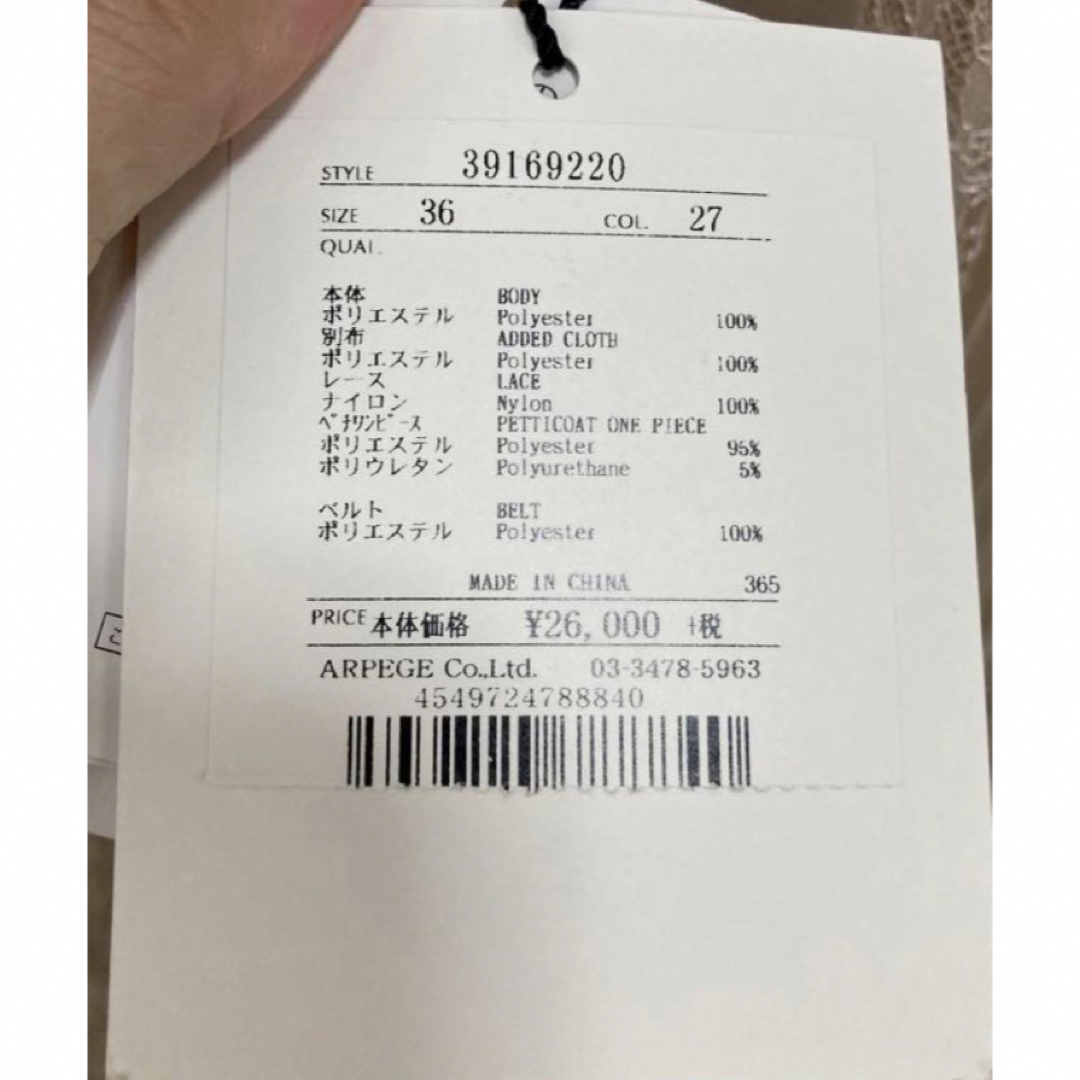 STYLE 39169220
SIZE 36 COL. 27
QUAL.
本体 BODY
ポリエステル Polyester 100%
別布 ADDED CLOTH
ポリエステル Polyester 100%
レース LACE
ナイロン Nylon 100%
ﾍﾟﾁﾜﾝﾋﾟｰｽ PETTICOAT ONE PIECE
ポリエステル Polyester 95%
ポリウレタン Polyurethane 5%
ベルト BELT
ポリエステル Polyester 100%
MADE IN CHINA 365
PRICE 本体価格 ¥26,000 +税
ARPEGE Co.,Ltd. 03-3478-5963
4549724788840